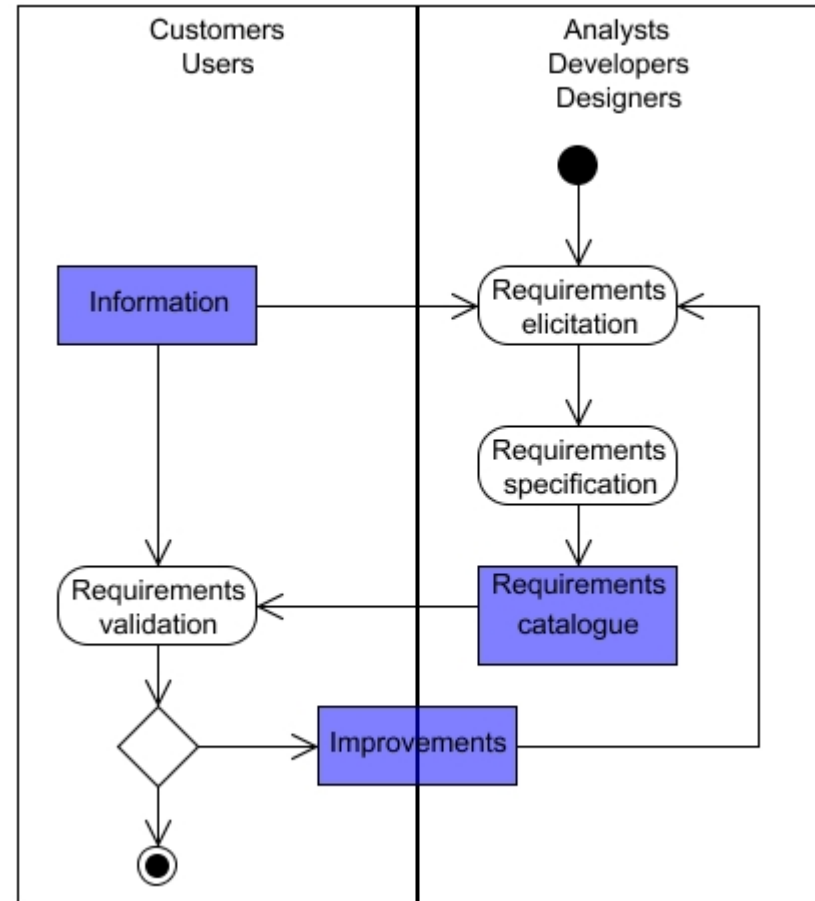 Customers
Users
Analysts
Developers
Designers
Information
Requirements
elicitation
Requirements
specification
Requirements
validation
Requirements
catalogue
Improvements